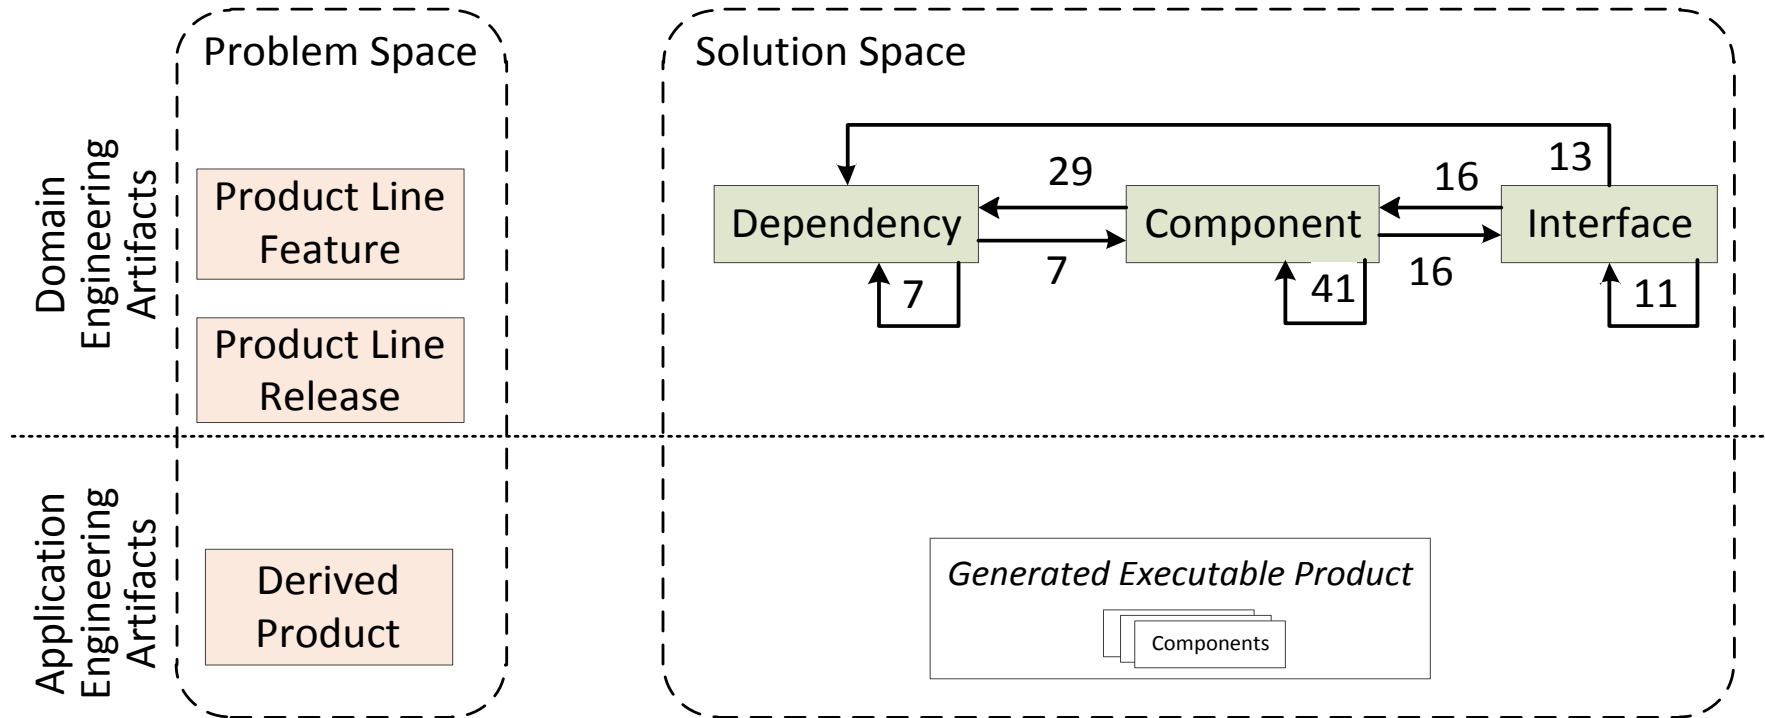 Problem Space
Solution Space
Domain
Engineering
Artifacts
Product Line
Feature
Product Line
Release
13
29
16
Dependency
Component
Interface
7
7
41
16
11
Application
Engineering
Artifacts
Derived
Product
Generated Executable Product
Components